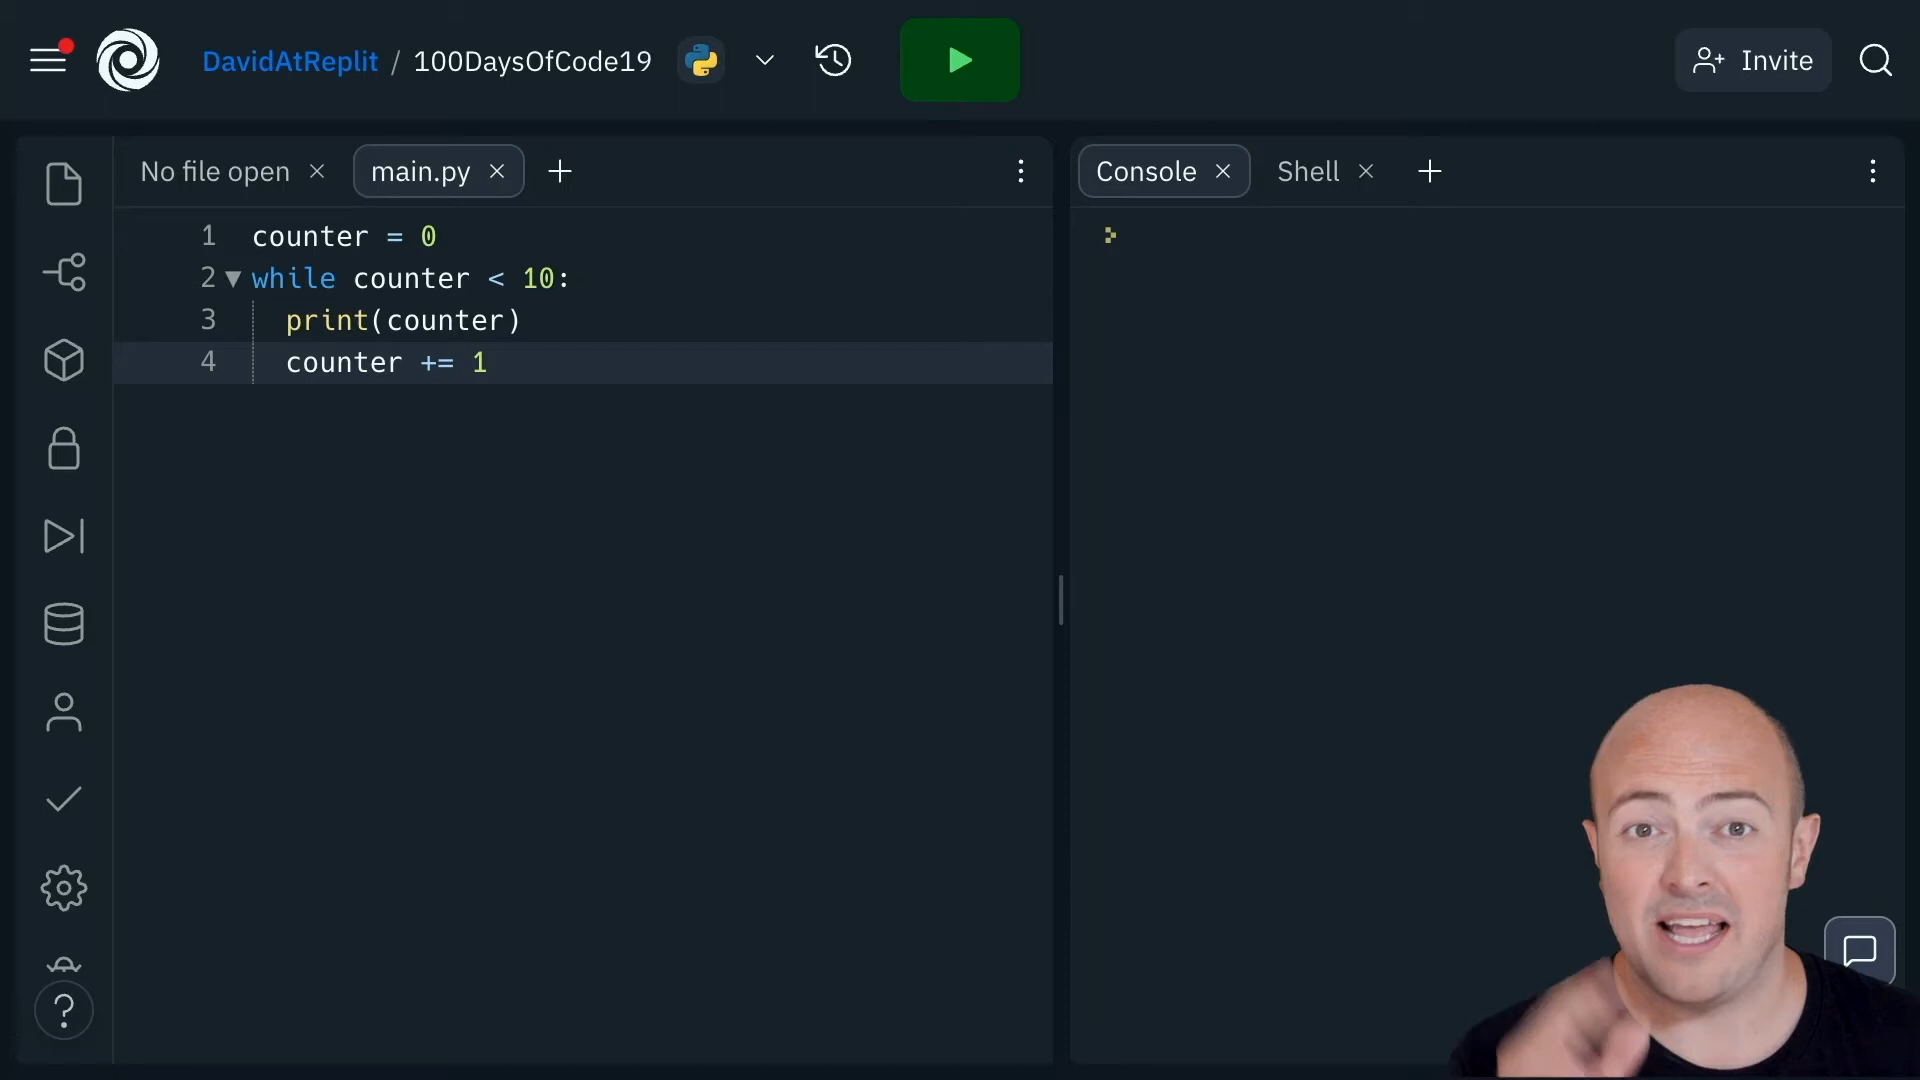 DavidAtReplit / 100DaysOfCode19
Invite
No file open
main.py
Console
Shell
1 counter = 0
2 while counter < 10:
3 print(counter)
4 counter += 1
?